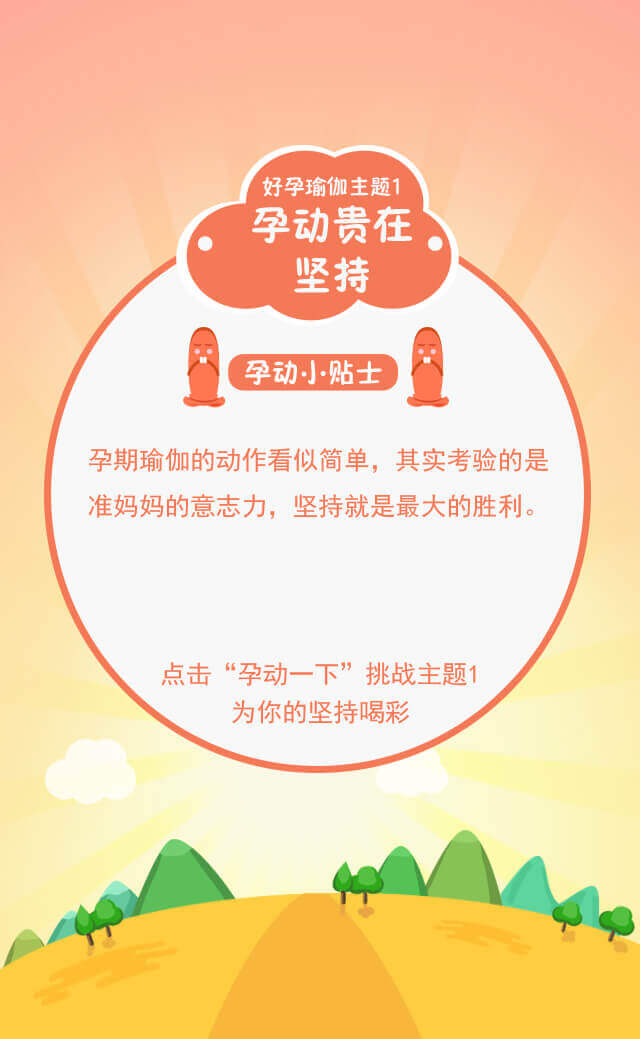 好孕瑜伽主题1
孕动贵在
坚持
孕动·小·贴士
孕期瑜伽的动作看似简单，其实考验的是
准妈妈的意志力，坚持就是最大的胜利。
点击“孕动一下”挑战主题1
为你的坚持喝彩